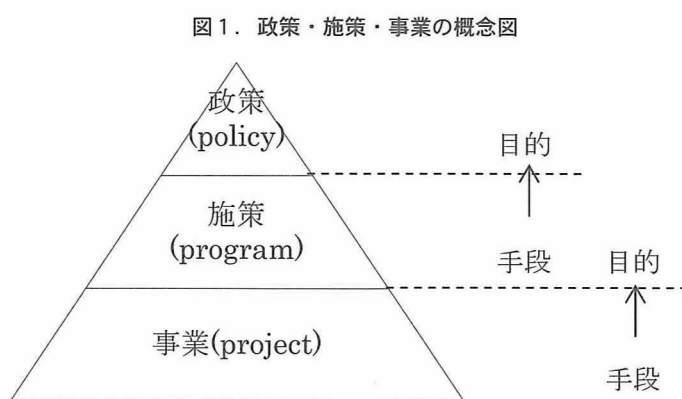 図１．政策・施策・事業の概念図
政策
(policy)
目的
施策
(program)
手段
目的
事業(project)
手段